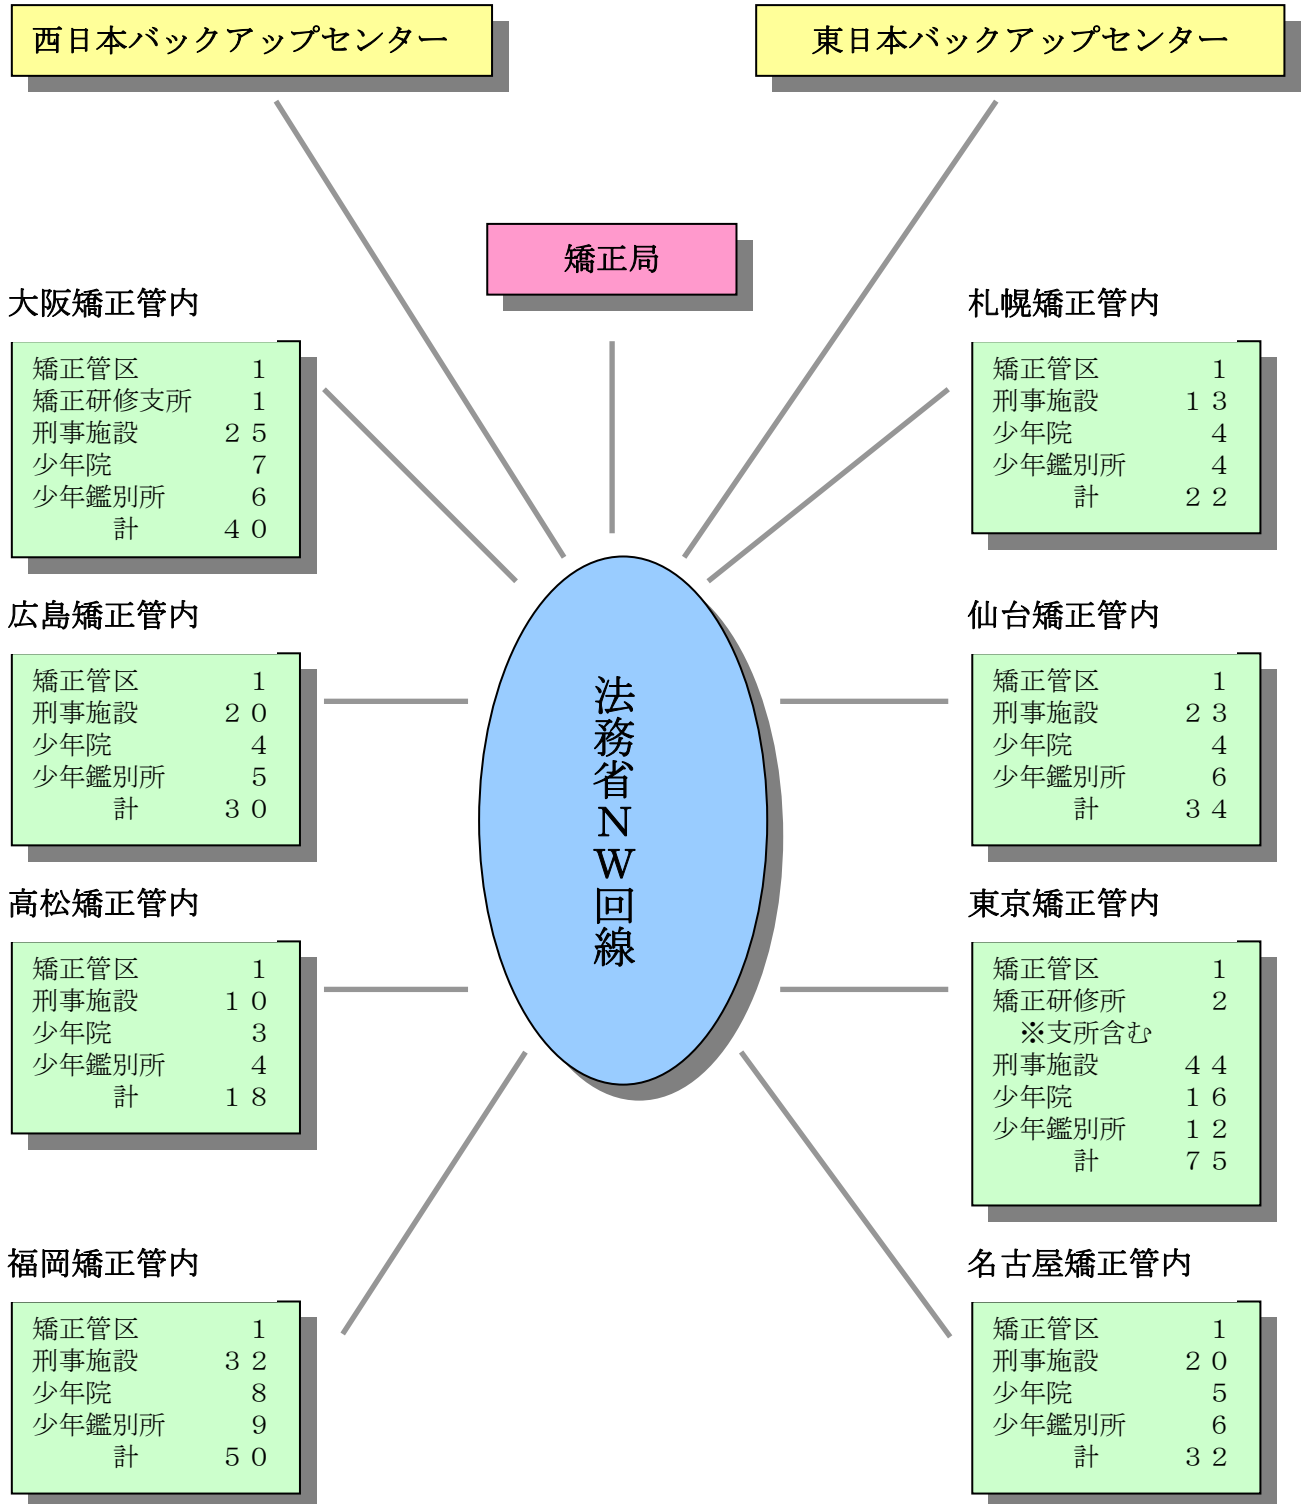 西日本バックアップセンター
東日本バックアップセンター
矯正局
大阪矯正管内
矯正管区 1
矯正研修支所 1
刑事施設 25
少年院 7
少年鑑別所 6
計 40
広島矯正管内
矯正管区 1
刑事施設 20
少年院 4
少年鑑別所 5
計 30
高松矯正管内
矯正管区 1
刑事施設 10
少年院 3
少年鑑別所 4
計 18
福岡矯正管内
矯正管区 1
刑事施設 32
少年院 8
少年鑑別所 9
計 50
法務省NW回線
札幌矯正管内
矯正管区 1
刑事施設 13
少年院 4
少年鑑別所 4
計 22
仙台矯正管内
矯正管区 1
刑事施設 23
少年院 4
少年鑑別所 6
計 34
東京矯正管内
矯正管区 1
矯正研修所 2
※支所含む
刑事施設 44
少年院 16
少年鑑別所 12
計 75
名古屋矯正管内
矯正管区 1
刑事施設 20
少年院 5
少年鑑別所 6
計 32